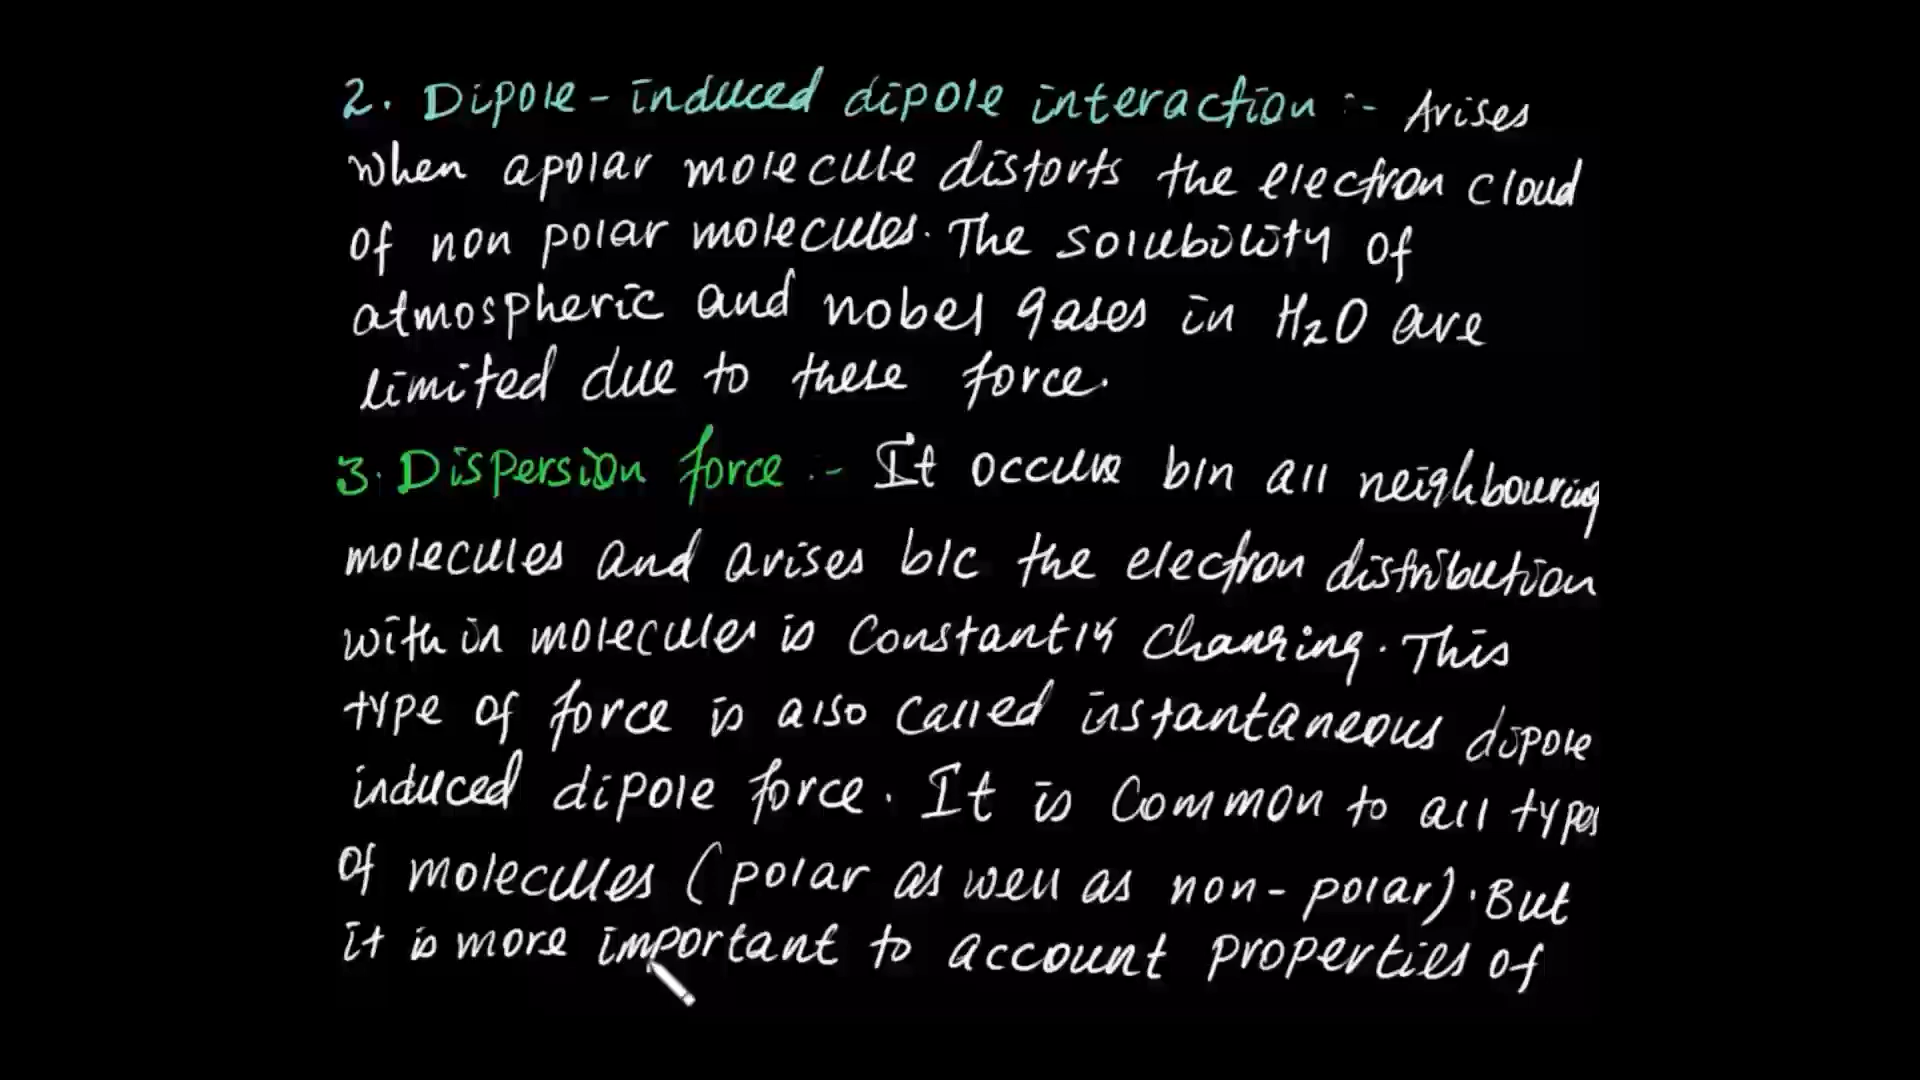 2. Dipole-induced dipole interaction :- Arises
when a polar molecule distorts the electron cloud
of non polar molecules. The solubility of
atmospheric and nobel gases in H₂O are
limited due to these force.
3. Dispersion force :- It occurs b/n all neighbouring
molecules and arises b/c the electron distribution
with in molecules is constantly changing. This
type of force is also called instantaneous dipole
induced dipole force. It is common to all types
of molecules (polar as well as non-polar). But
it is more important to account properties of